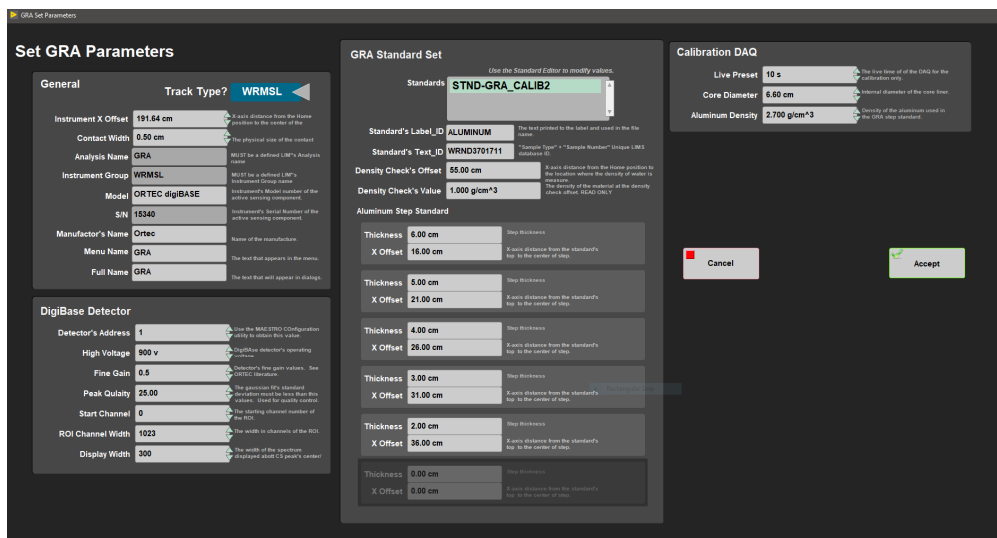 GRA Set Parameters
Set GRA Parameters
General
Track Type?
WRMSL
Instrument X Offset
191.64 cm
X-axis distance from the Home
position to the center of the
Contact Width
0.50 cm
The physical size of the contact
Analysis Name
GRA
MUST be a defined LIM"s Analysis
name
Instrument Group
WRMSL
MUST be a defined LIM"s
Instrument Group name
Model
ORTEC digiBASE
Instrument's Model number of the
active sensing component.
S/N
15340
Instrument's Serial Number of the
active sensing component.
Manufactor's Name
Ortec
Name of the manufacture.
Menu Name
GRA
The text that appears in the menu.
Full Name
GRA
The text that will appear in dialogs.
DigiBase Detector
Detector's Address
1
Use the MAESTRO COnfiguration
utility to obtain this value.
High Voltage
900 v
DigiBAse detector's operating
voltage
Fine Gain
0.5
Detector's fine gain values. See
ORTEC literature.
Peak Qulaity
25.00
The gaussian fit's standard
deviation must be less than this
values. Used for quality control.
Start Channel
0
The starting channel number of
the ROI.
ROI Channel Width
1023
The width in channels of the ROI.
Display Width
300
The width of the spectrum
displayed abott CS peak's center/
GRA Standard Set
Use the Standard Editor to modify values.
Standards
STND-GRA_CALIB2
Standard's Label_ID
ALUMINUM
The text printed to the label and used in the file
name.
Standard's Text_ID
WRND3701711
"Sample Type" + "Sample Number" Unique LIMS
database ID.
Density Check's Offset
55.00 cm
X-axis distance from the Home position to
the location where the density of water is
measure.
Density Check's Value
1.000 g/cm^3
The density of the material at the density
check offset. READ ONLY
Aluminum Step Standard
Thickness
6.00 cm
Step thickness
X Offset
16.00 cm
X-axis distance from the standard's
top to the center of step.
Thickness
5.00 cm
Step thickness
X Offset
21.00 cm
X-axis distance from the standard's
top to the center of step.
Thickness
4.00 cm
Step thickness
X Offset
26.00 cm
X-axis distance from the standard's
top to the center of step.
Thickness
3.00 cm
Step thickness
X Offset
31.00 cm
X-axis distance from the standard's
top to the center of step.
Thickness
2.00 cm
Step thickness
X Offset
36.00 cm
X-axis distance from the standard's
top to the center of step.
Thickness
0.00 cm
Step thickness
X Offset
0.00 cm
X-axis distance from the standard's
top to the center of step.
Calibration DAQ
Live Preset
10 s
The live time of of the DAQ for the
calibration only.
Core Diameter
6.60 cm
Internal diameter of the core liner.
Aluminum Density
2.700 g/cm^3
Density of the aluminum used in
the GRA step standard.
Cancel
Accept